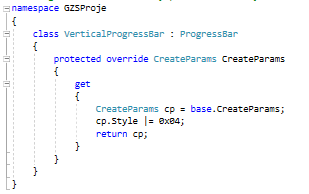 namespace GZSProje
{
class VerticalProgressBar : ProgressBar
{
protected override CreateParams CreateParams
{
get
{
CreateParams cp = base.CreateParams;
cp.Style |= 0x04;
return cp;
}
}
}
}